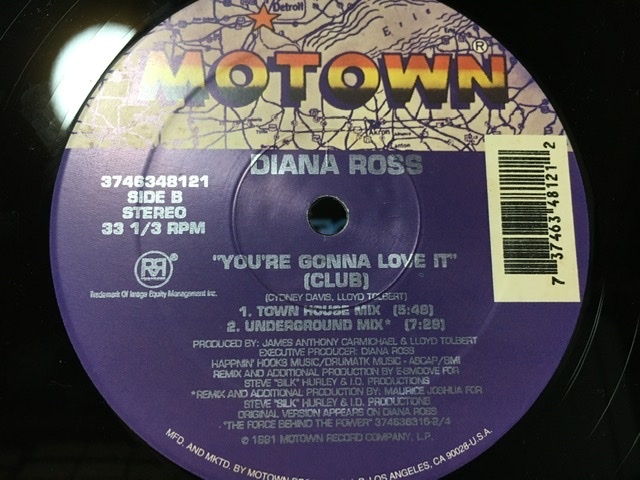 Detroit
MOTOWN®
DIANA ROSS
3746348121
SIDE B
STEREO
33 1/3 RPM
RR®
Trademark Of Image Equity Management Inc.
7 37463 48121 2
"YOU'RE GONNA LOVE IT"
(CLUB)
(CYDNEY DAVIS, LLOYD TOLBERT)
1. TOWN HOUSE MIX (5:48)
2. UNDERGROUND MIX* (7:29)
PRODUCED BY: JAMES ANTHONY CARMICHAEL & LLOYD TOLBERT
EXECUTIVE PRODUCER: DIANA ROSS
HAPPNIN' HOOKS MUSIC/DRUMATIK MUSIC - ASCAP/BMI
REMIX AND ADDITIONAL PRODUCTION BY E-SMOOVE FOR
STEVE "SILK" HURLEY & I.D. PRODUCTIONS
*REMIX AND ADDITIONAL PRODUCTION BY: MAURICE JOSHUA FOR
STEVE "SILK" HURLEY & I.D. PRODUCTIONS
ORIGINAL VERSION APPEARS ON DIANA ROSS
"THE FORCE BEHIND THE POWER" 374636316-2/4
℗ 1991 MOTOWN RECORD COMPANY, L.P.
MFD. AND MKTD. BY MOTOWN L.P. LOS ANGELES, CA 90028-U.S.A.